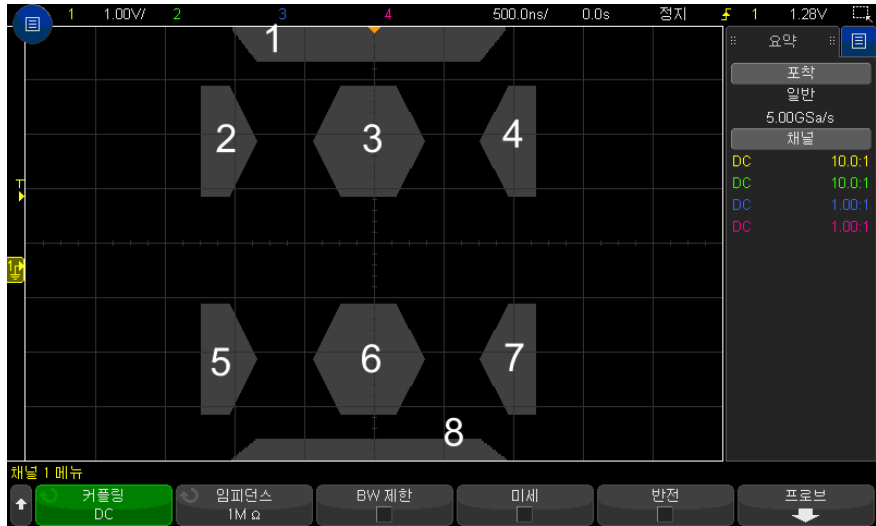 1 1.00V/ 2 3 4 500.0ns/ 0.0s 정지 1 1.28V
요약
포착
일반
5.00GSa/s
채널
DC 10.0:1
DC 10.0:1
DC 1.00:1
DC 1.00:1
1
2 3 4
T
1
5 6 7
8
채널 1 메뉴
커플링 임피던스 BW 제한 미세 반전 프로브
DC 1M Ω